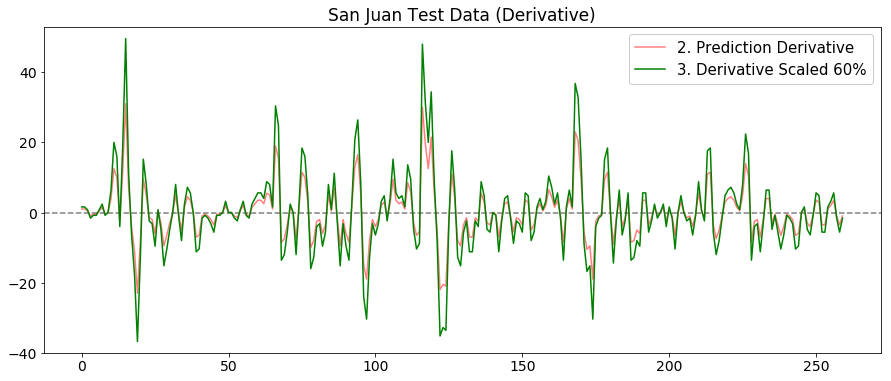 San Juan Test Data (Derivative)
2. Prediction Derivative
3. Derivative Scaled 60%
40
20
0
−20
−40
0 50 100 150 200 250